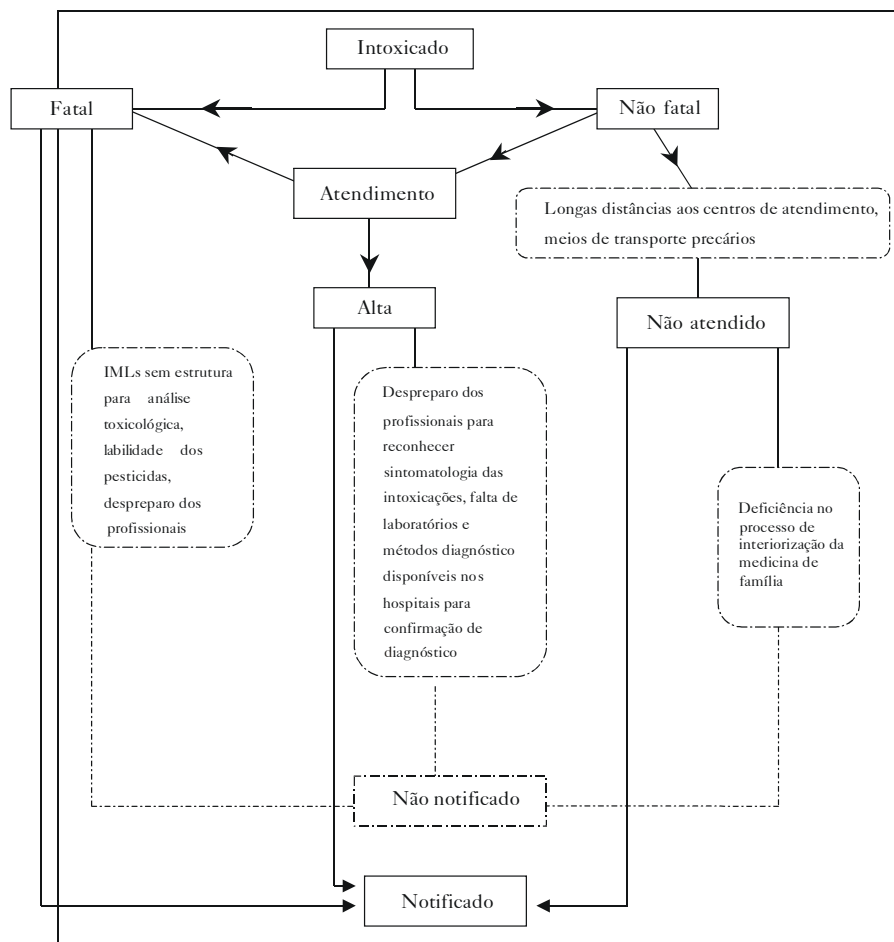 Intoxicado
Fatal
Não fatal
Atendimento
Longas distâncias aos centros de atendimento,
meios de transporte precários
Alta
Não atendido
IMLs sem estrutura
para análise
toxicológica,
labilidade dos
pesticidas,
despreparo dos
profissionais
Despreparo dos
profissionais para
reconhecer
sintomatologia das
intoxicações, falta de
laboratórios e
métodos diagnóstico
disponíveis nos
hospitais para
confirmação de
diagnóstico
Deficiência no
processo de
interiorização da
medicina de
família
Não notificado
Notificado